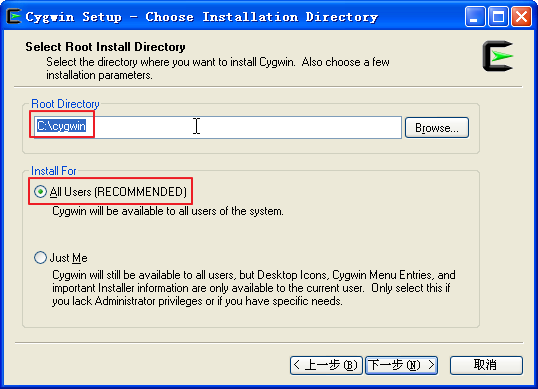 Cygwin Setup - Choose Installation Directory
Select Root Install Directory
Select the directory where you want to install Cygwin. Also choose a few
installation parameters.
Root Directory
C:\cygwin
Browse...
Install For
All Users (RECOMMENDED)
Cygwin will be available to all users of the system.
Just Me
Cygwin will still be available to all users, but Desktop Icons, Cygwin Menu Entries, and
important Installer information are only available to the current user. Only select this if
you lack Administrator privileges or if you have specific needs.
< 上一步(B)
下一步(N) >
取消